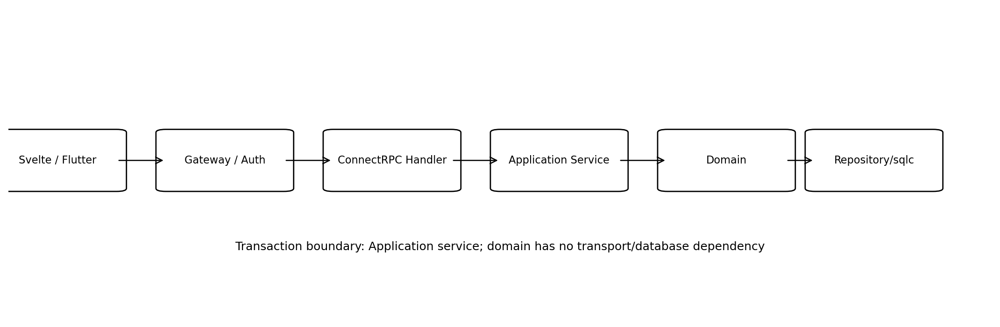 Svelte / Flutter
Gateway / Auth
ConnectRPC Handler
Application Service
Domain
Repository/sqlc
Transaction boundary: Application service; domain has no transport/database dependency